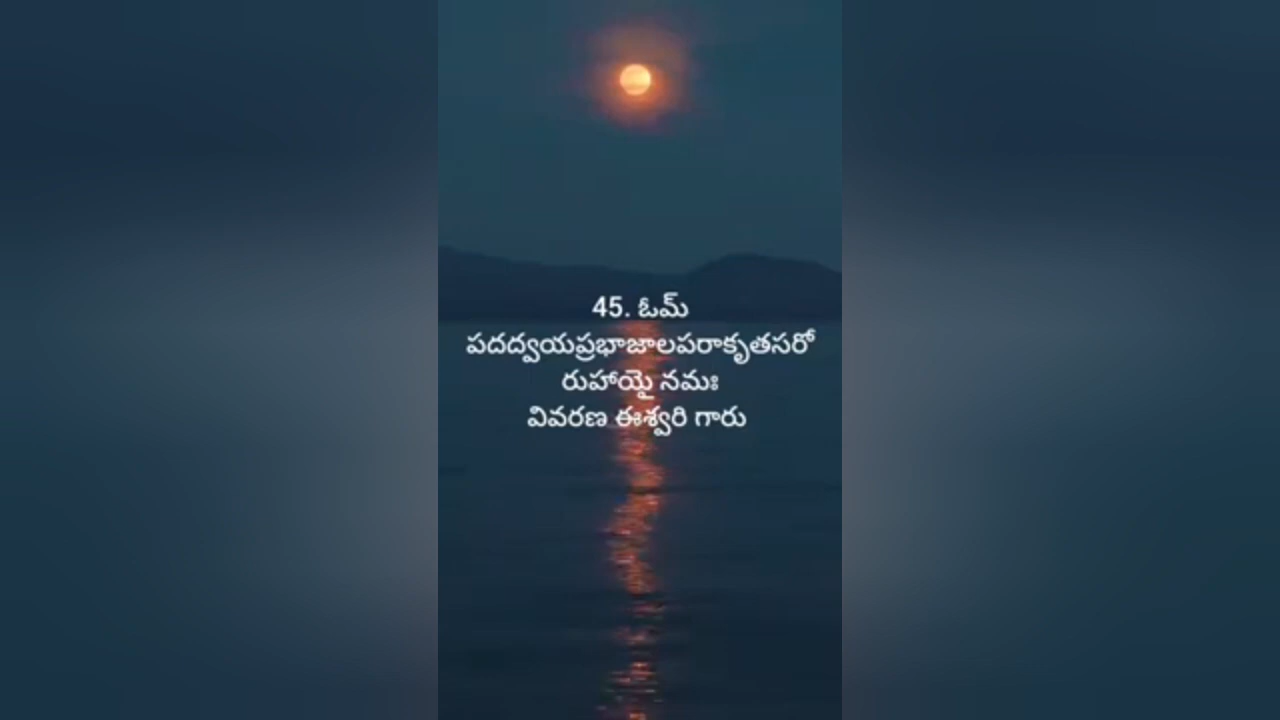 45. ఓమ్
పదద్వయప్రభాజాలపరాకృతసరో
రుహాయై నమః
వివరణ ఈశ్వరి గారు